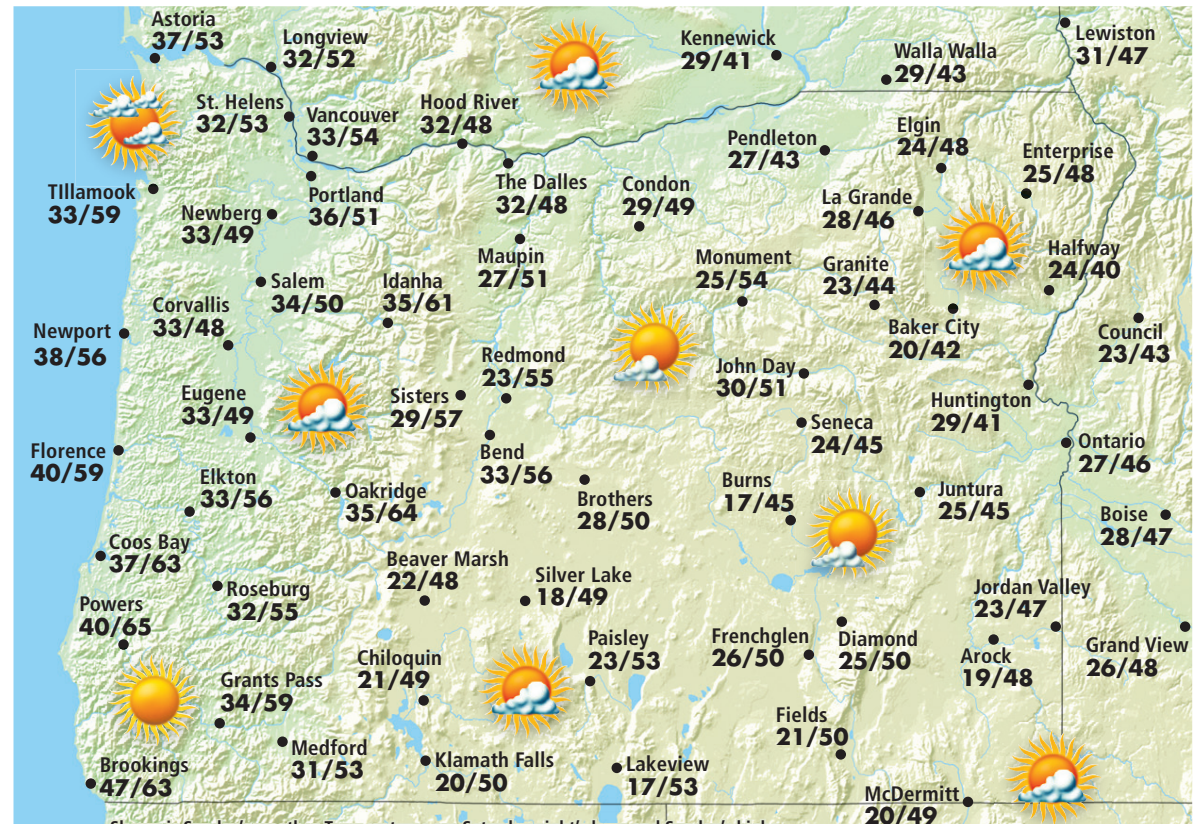 Astoria
37/53
Longview
32/52
Kennewick
29/41
Walla Walla
29/43
Lewiston
31/47
St. Helens
32/53
Vancouver
33/54
Hood River
32/48
Pendleton
27/43
Elgin
24/48
Enterprise
25/48
TIllamook
33/59
Newberg
33/49
Portland
36/51
The Dalles
32/48
Condon
29/49
La Grande
28/46
Maupin
27/51
Monument
25/54
Granite
23/44
Halfway
24/40
Salem
34/50
Idanha
35/61
Corvallis
33/48
Newport
38/56
Baker City
20/42
Council
23/43
Redmond
23/55
John Day
30/51
Eugene
33/49
Sisters
29/57
Huntington
29/41
Seneca
24/45
Ontario
27/46
Florence
40/59
Bend
33/56
Elkton
33/56
Oakridge
35/64
Brothers
28/50
Burns
17/45
Juntura
25/45
Boise
28/47
Coos Bay
37/63
Beaver Marsh
22/48
Silver Lake
18/49
Roseburg
32/55
Jordan Valley
23/47
Powers
40/65
Paisley
23/53
Frenchglen
26/50
Diamond
25/50
Arock
19/48
Grand View
26/48
Chiloquin
21/49
Grants Pass
34/59
Fields
21/50
Medford
31/53
Klamath Falls
20/50
Lakeview
17/53
Brookings
47/63
McDermitt
20/49